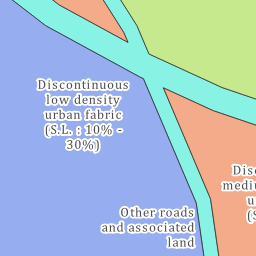 Discontinuous
low density
urban fabric
(S.L. : 10% -
30%)
Other roads
and associated
land